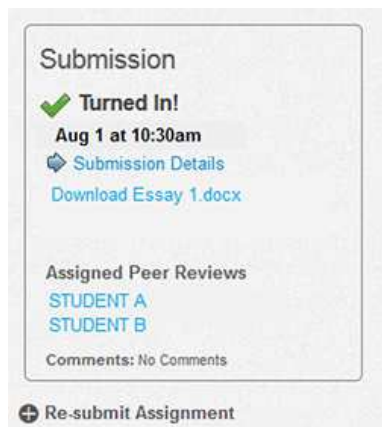 Submission
Turned In!
Aug 1 at 10:30am
Submission Details
Download Essay 1.docx
Assigned Peer Reviews
STUDENT A
STUDENT B
Comments: No Comments
Re-submit Assignment